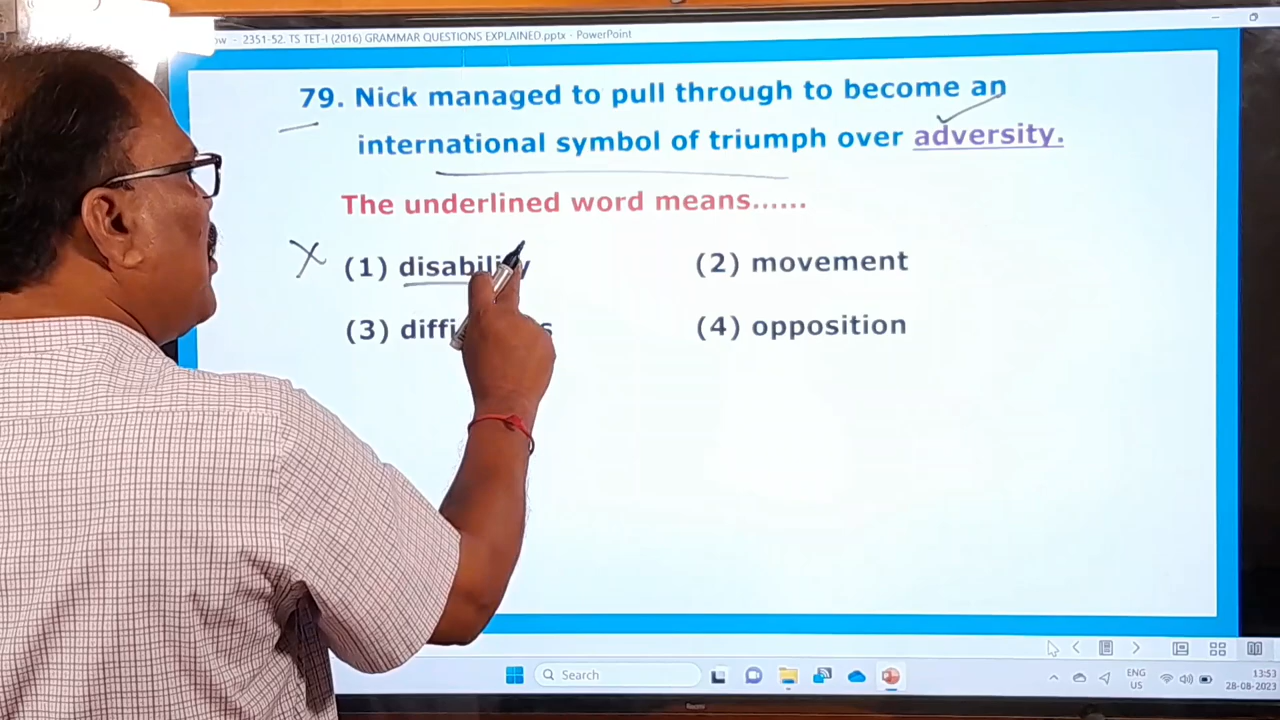 2351-52. TS TET-I (2016) GRAMMAR QUESTIONS EXPLAINED.pptx - PowerPoint
79. Nick managed to pull through to become an
international symbol of triumph over adversity.
The underlined word means......
(1) disability
(2) movement
(3)
(4) opposition
Search
ENG
US
13:53
28-08-2023